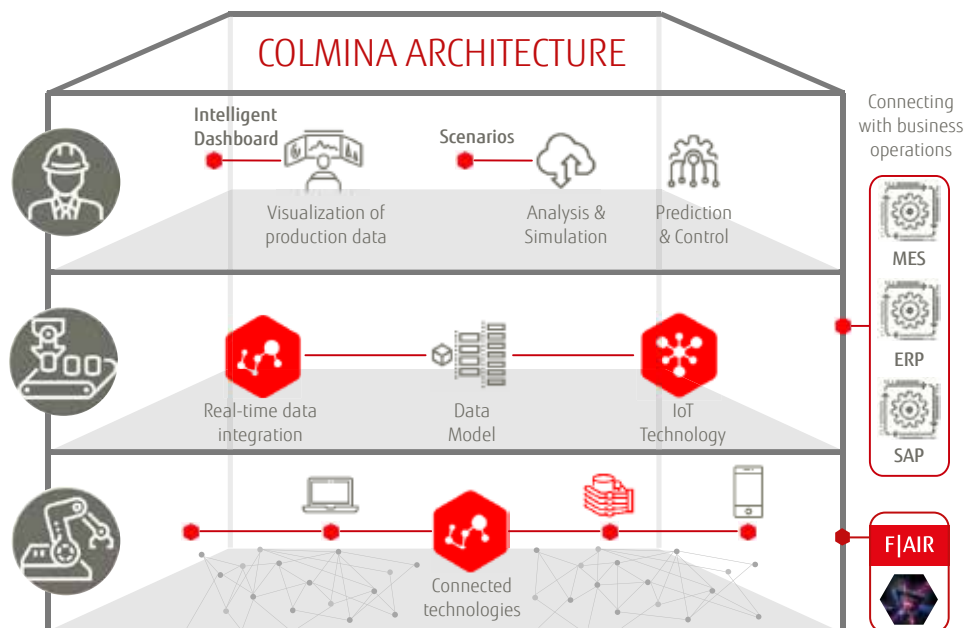 COLMINA ARCHITECTURE
Connecting
with business
operations
Intelligent
Dashboard
Scenarios
Visualization of
production data
Analysis &
Simulation
Prediction
& Control
MES
ERP
SAP
Real-time data
integration
Data
Model
IoT
Technology
F|AIR
Connected
technologies